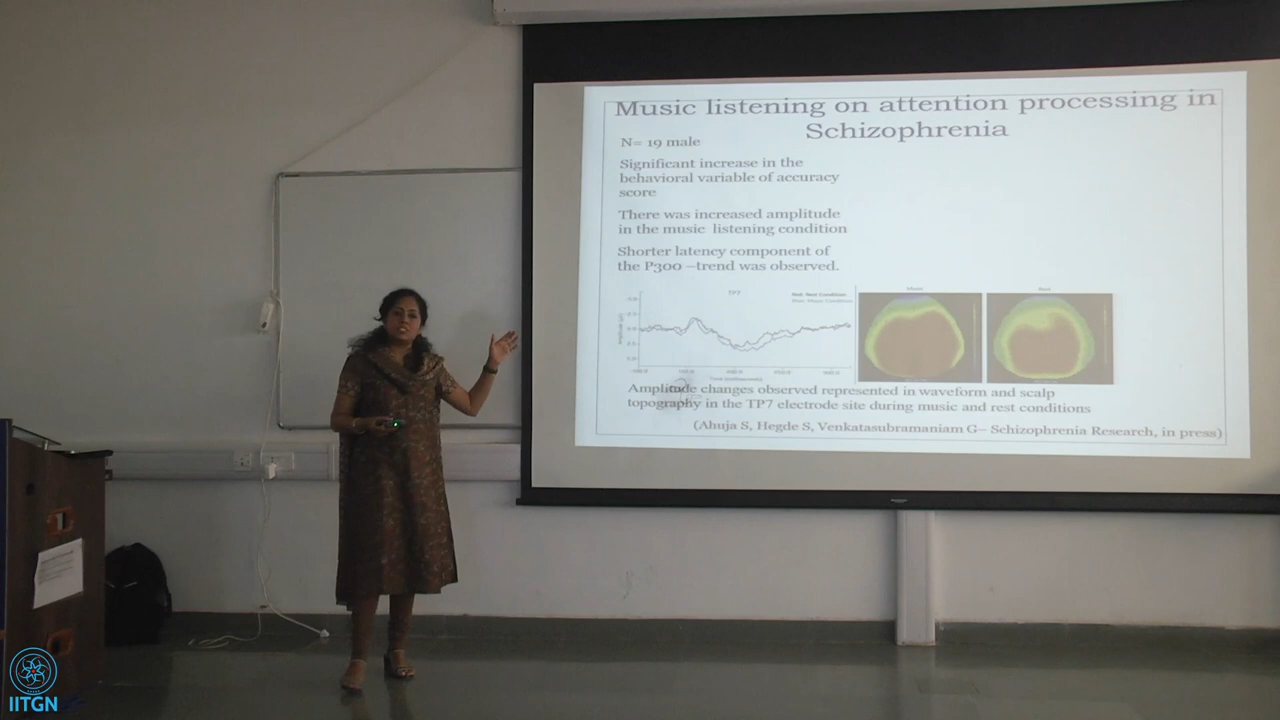 Music listening on attention processing in
Schizophrenia
N= 19 male
Significant increase in the
behavioral variable of accuracy
score
There was increased amplitude
in the music listening condition
Shorter latency component of
the P300 –trend was observed.
TP7
Music
Rest
Amplitude changes observed represented in waveform and scalp
topography in the TP7 electrode site during music and rest conditions
(Ahuja S, Hegde S, Venkatasubramaniam G– Schizophrenia Research, in press)
IITGN